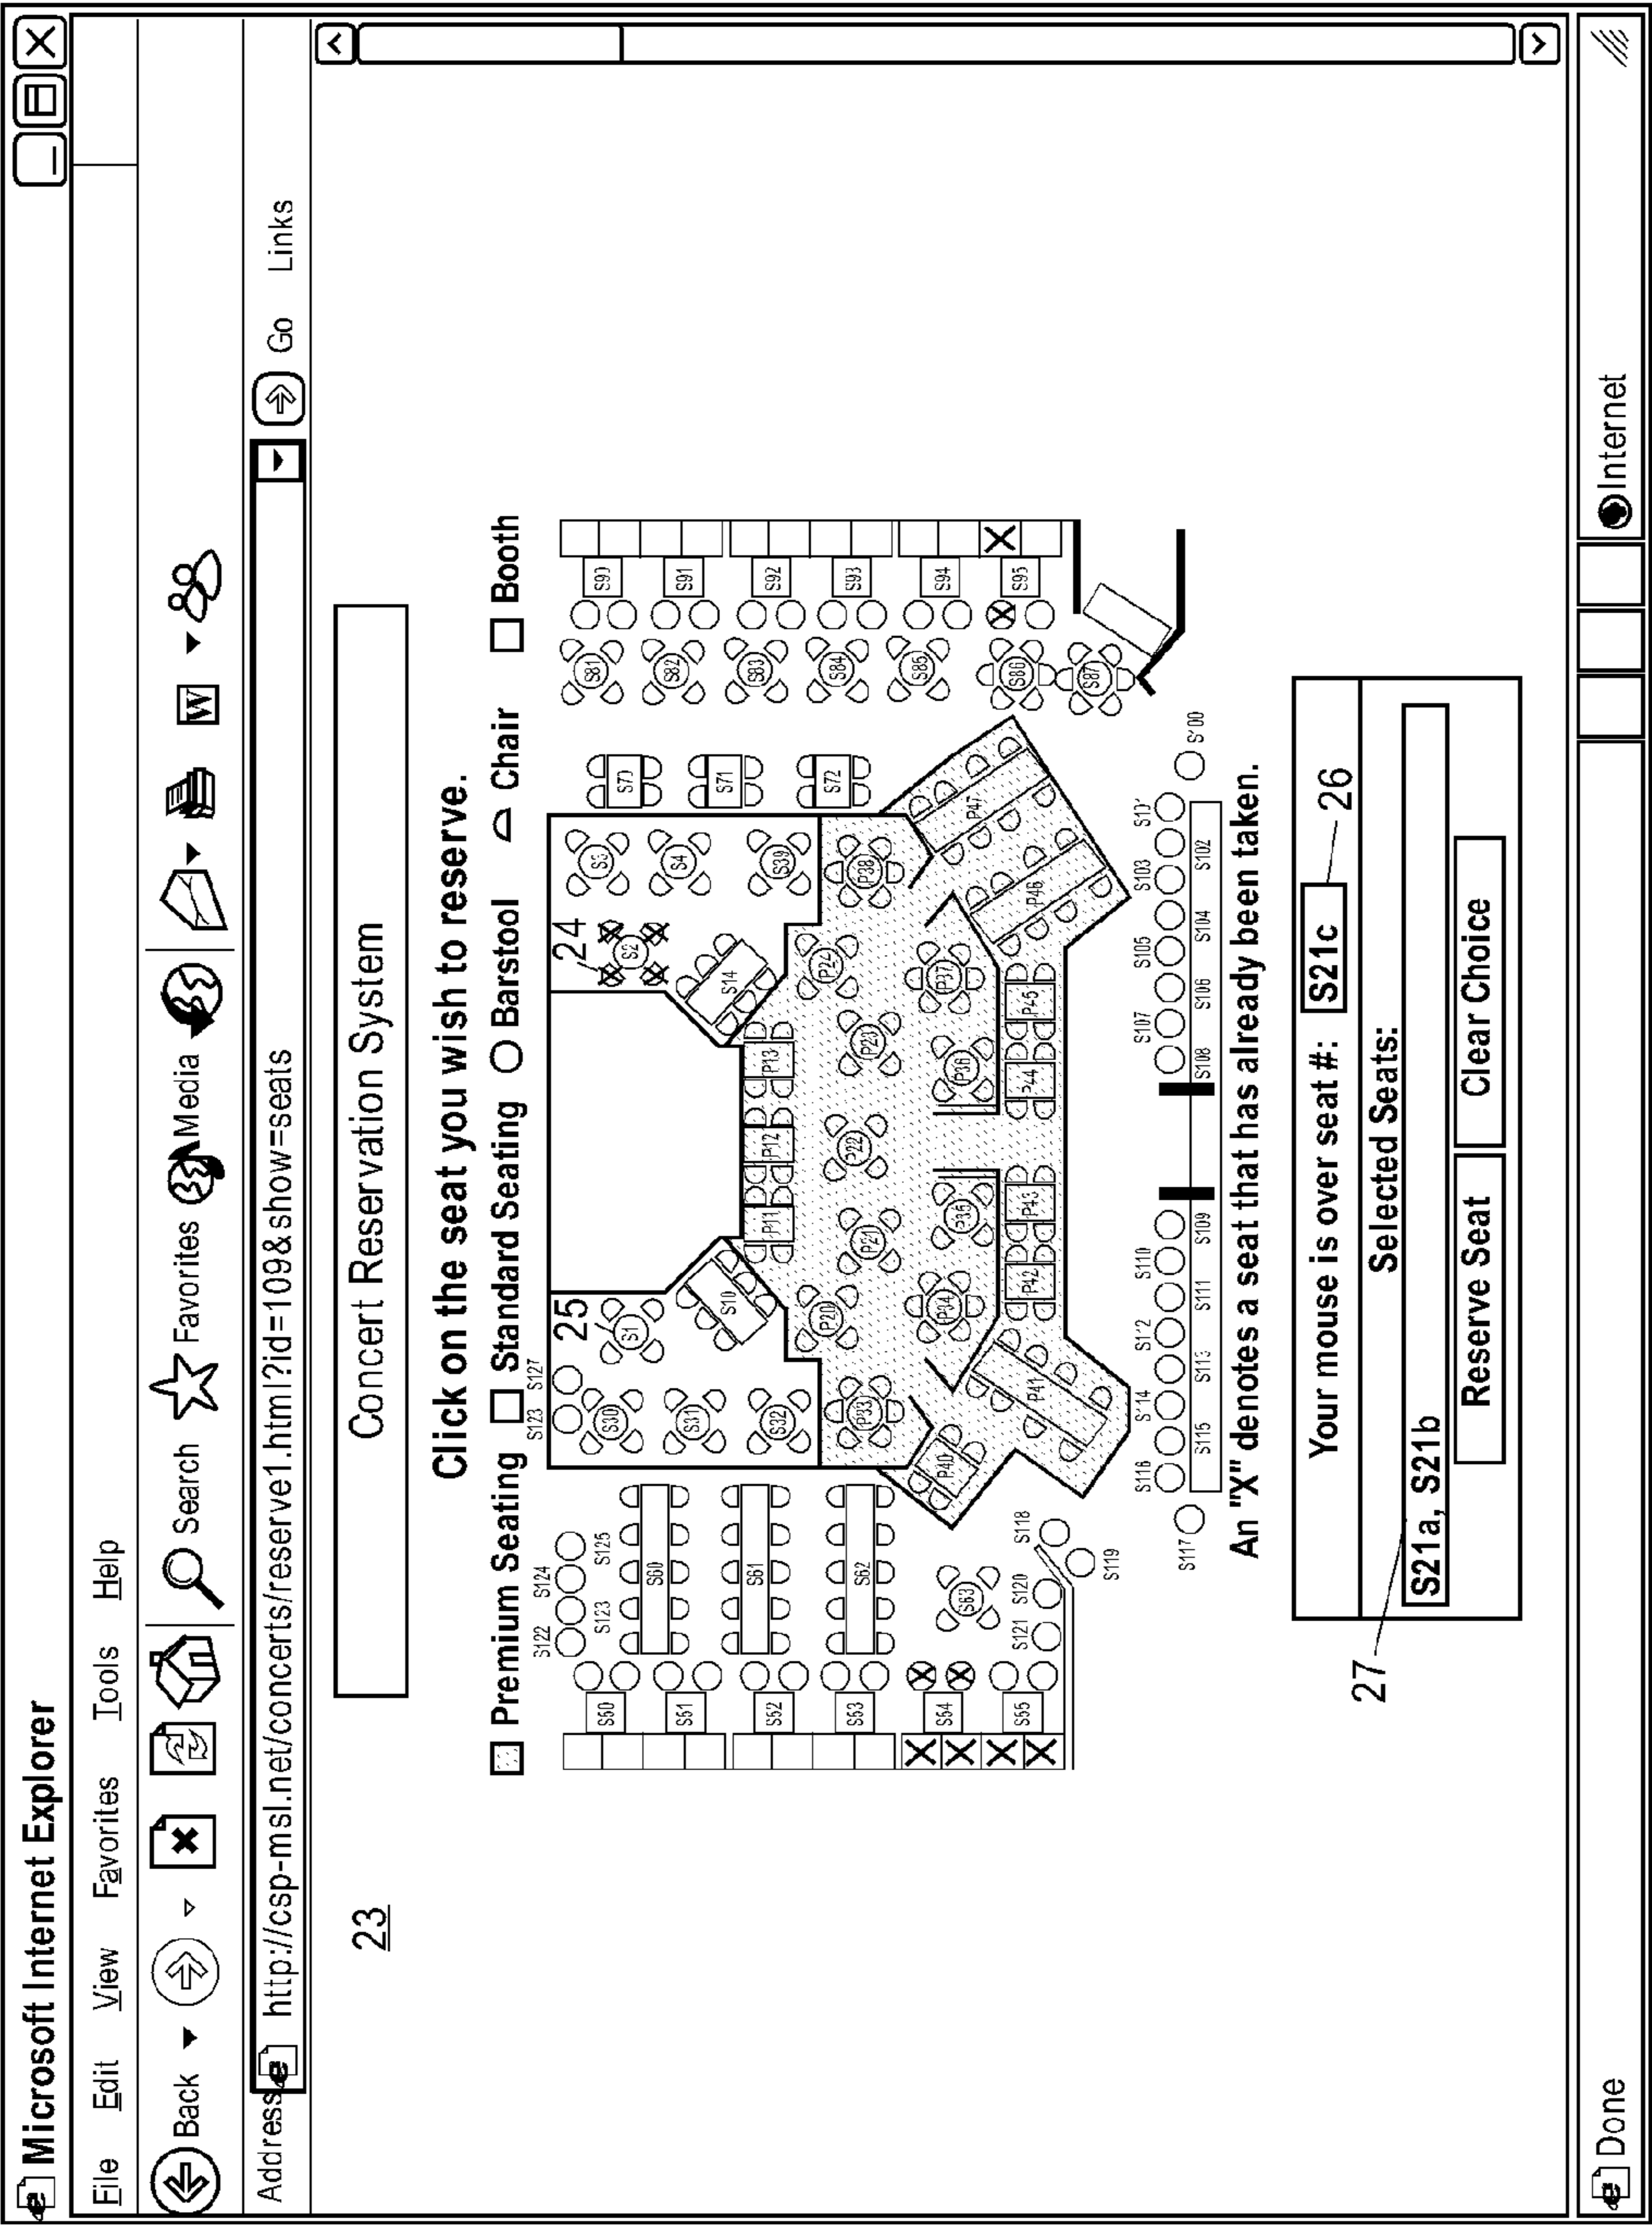 Microsoft Internet Explorer
File Edit View Favorites Tools Help
Back Search Favorites Media W
Address http://csp-msl.net/concerts/reserve1.html?id=109&show=seats Go Links
23
Concert Reservation System
Click on the seat you wish to reserve.
Premium Seating Standard Seating Barstool Chair Booth
S123 S127 25 24
S122 S124
S123 S125
S50 S60 S30 S1 S2 S3 S70 S81 S90
S51 S61 S31 S10 S14 S4 S71 S82 S91
S52 S32 P11 P12 P13 S39 S83 S92
S53 S62 P33 P20 P21 P22 P23 P24 P38 S72 S84 S93
S54 S63 P40 P34 P35 P36 P37 P47 S85 S94
S55 S121 S120 S118 P41 P42 P43 P44 P45 P46 S86 S95
S119 S87
S116 S114 S112 S110 S107 S105 S103 S101
S117 S115 S113 S111 S109 S108 S106 S104 S102 S100
An "X" denotes a seat that has already been taken.
Your mouse is over seat #: S21c 26
27 Selected Seats:
S21a, S21b
Reserve Seat Clear Choice
Done Internet